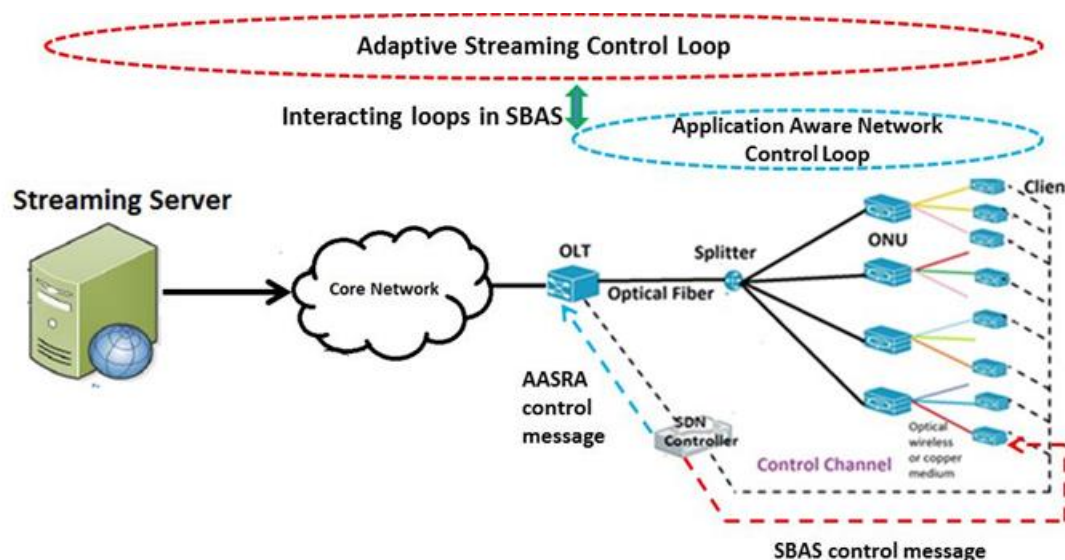 Adaptive Streaming Control Loop
Interacting loops in SBAS
Application Aware Network
Control Loop
Streaming Server
Clien
OLT
Splitter
ONU
Core Network
Optical Fiber
AASRA
control
message
SDN
Controller
Optical
wireless
or copper
medium
Control Channel
SBAS control message